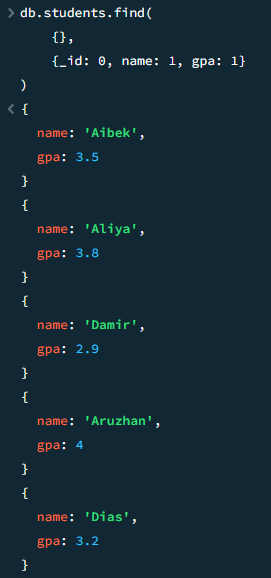 > db.students.find(
{},
{_id: 0, name: 1, gpa: 1}
)
< {
name: 'Aibek',
gpa: 3.5
}
{
name: 'Aliya',
gpa: 3.8
}
{
name: 'Damir',
gpa: 2.9
}
{
name: 'Aruzhan',
gpa: 4
}
{
name: 'Dias',
gpa: 3.2
}